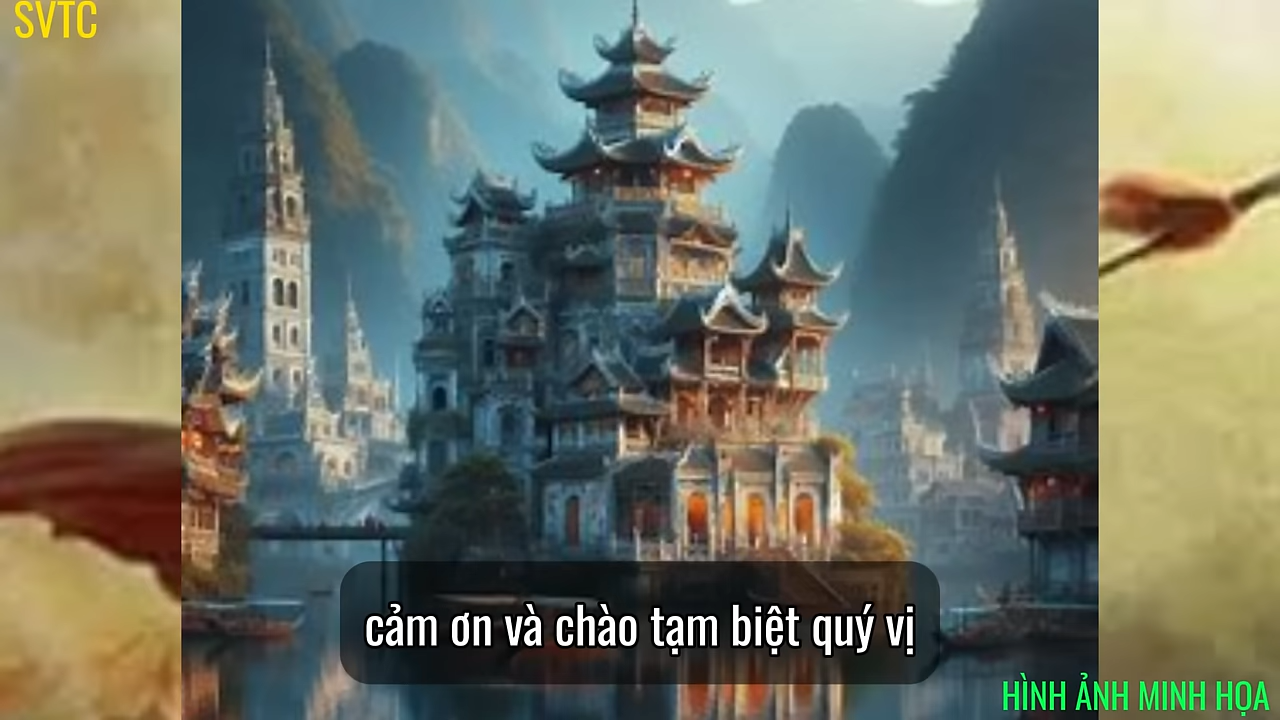 SVTC
cảm ơn và chào tạm biệt quý vị
HÌNH ẢNH MINH HỌA